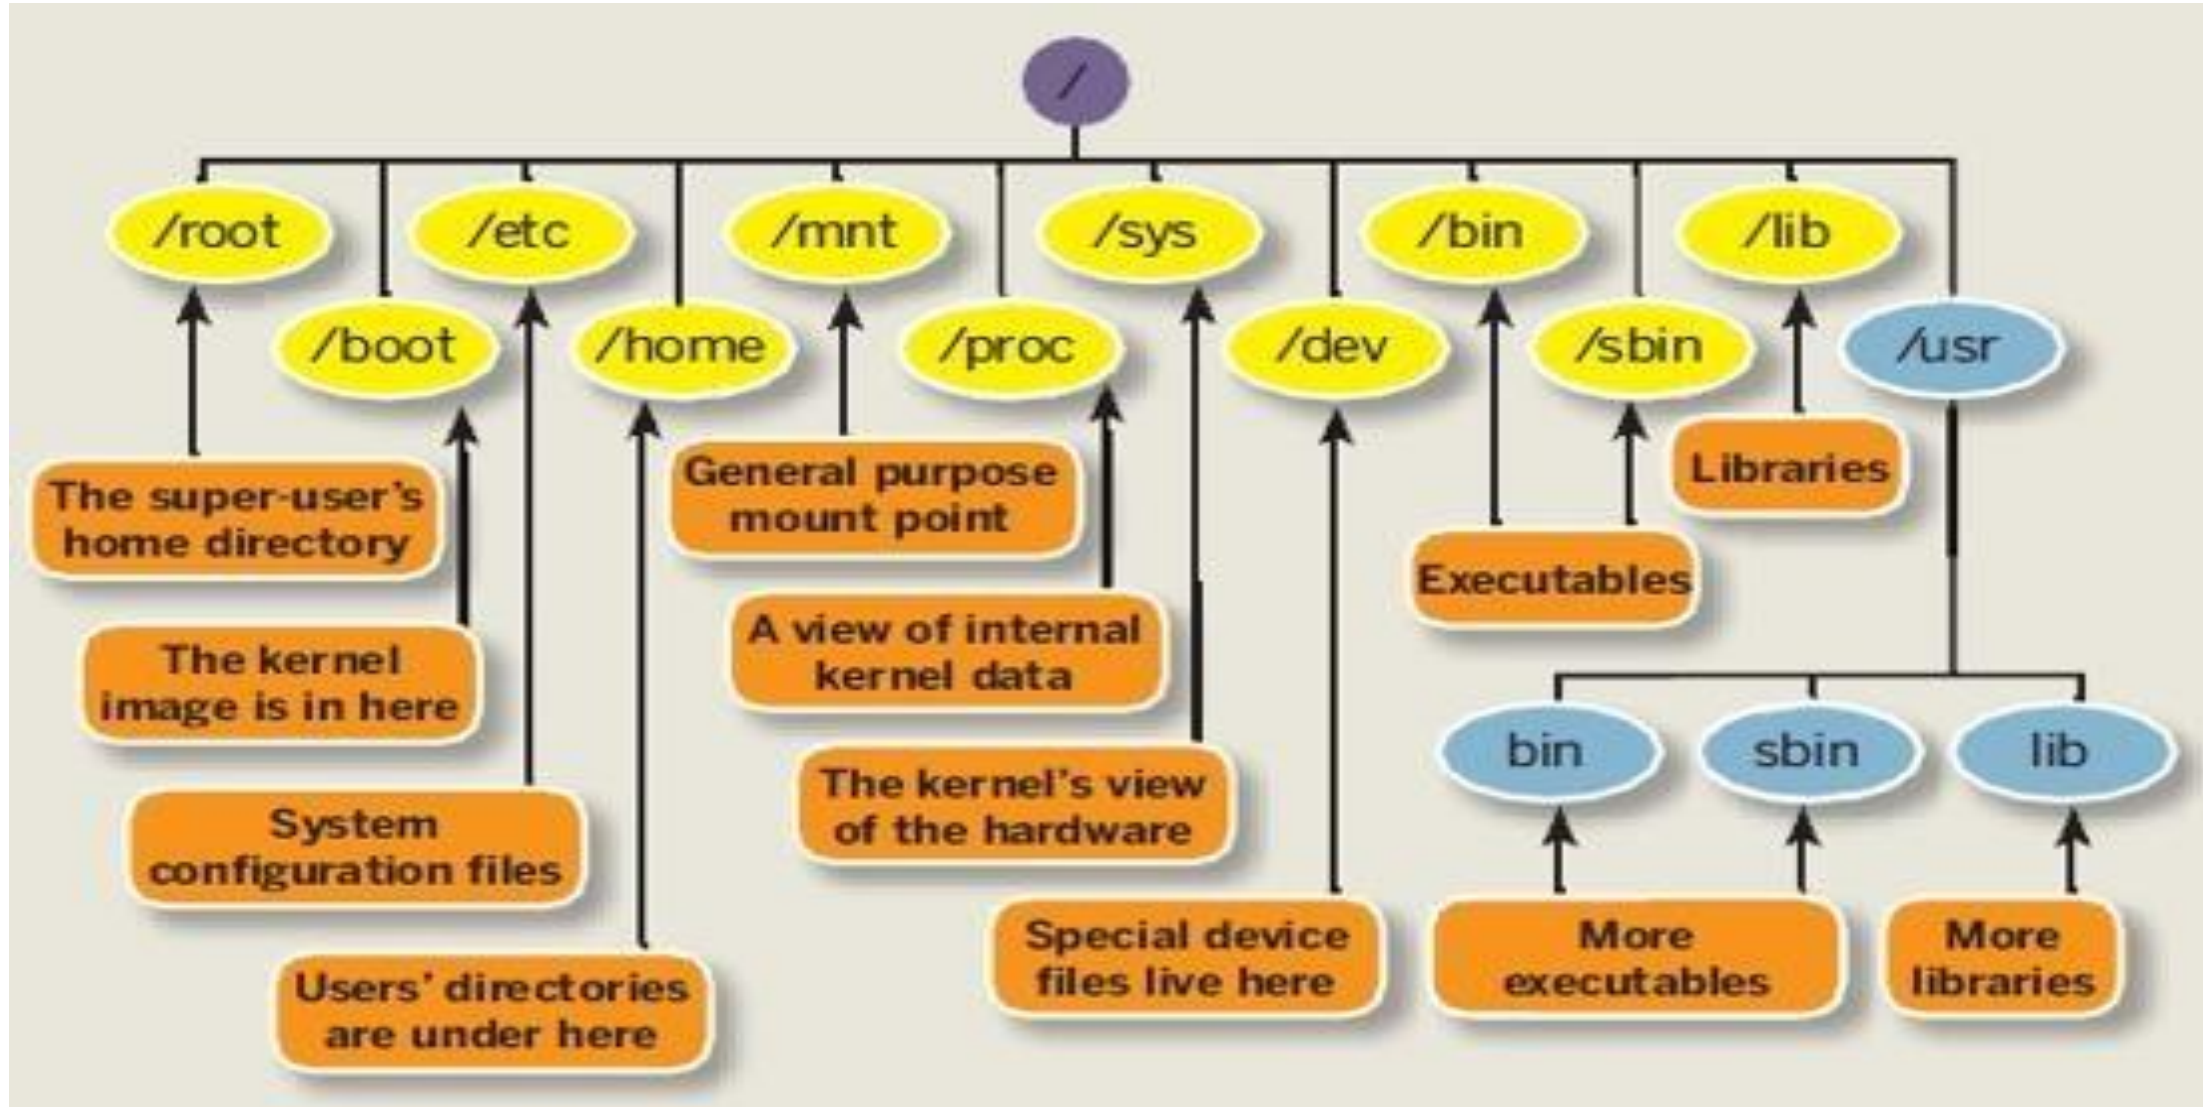 /
/root
/etc
/mnt
/sys
/bin
/lib
/boot
/home
/proc
/dev
/sbin
/usr
The super-user's
home directory
General purpose
mount point
Libraries
Executables
A view of internal
kernel data
The kernel
image is in here
bin
sbin
lib
The kernel's view
of the hardware
System
configuration files
Special device
files live here
More
executables
More
libraries
Users' directories
are under here